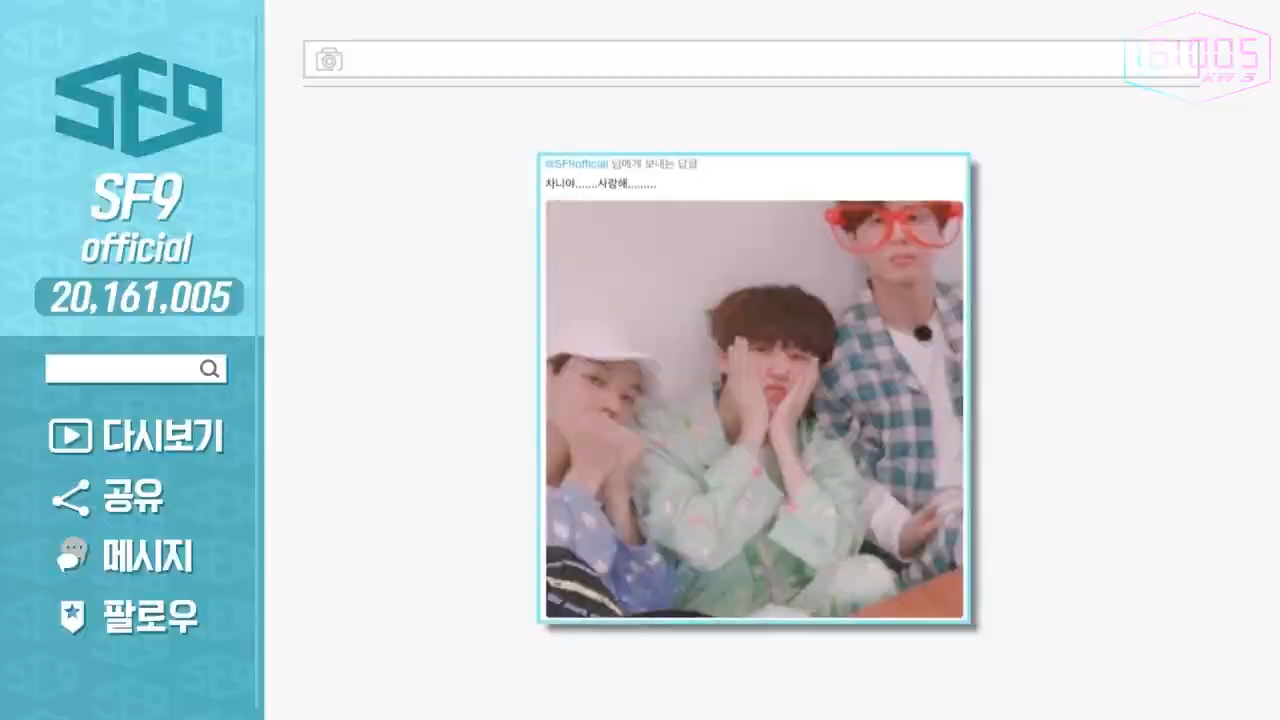 SF9
SF9
official
20,161,005
다시보기
공유
메시지
팔로우
161005
@SF9official 님에게 보내는 답글
차니야.......사랑해.........